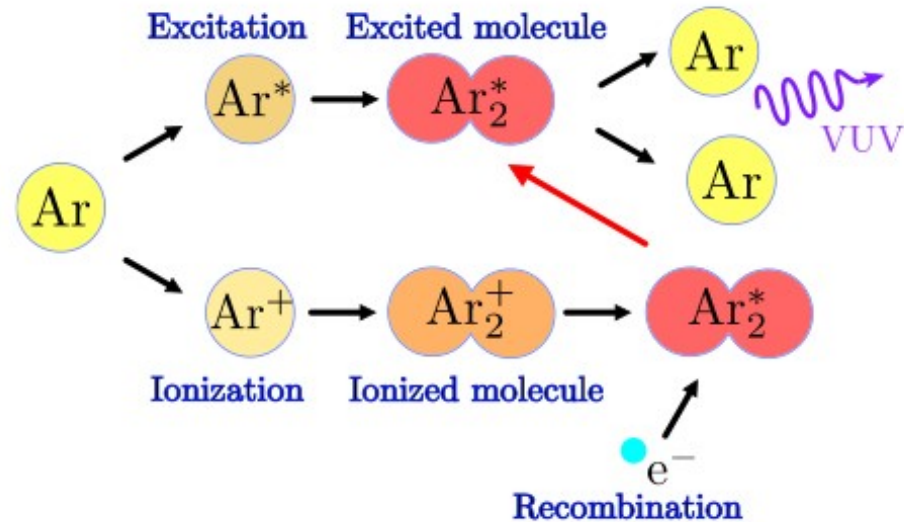 Excitation
Excited molecule
Ar
Ar*
Ar₂*
Ar
VUV
Ar
Ar⁺
Ar₂⁺
Ar₂*
Ionization
Ionized molecule
e⁻
Recombination